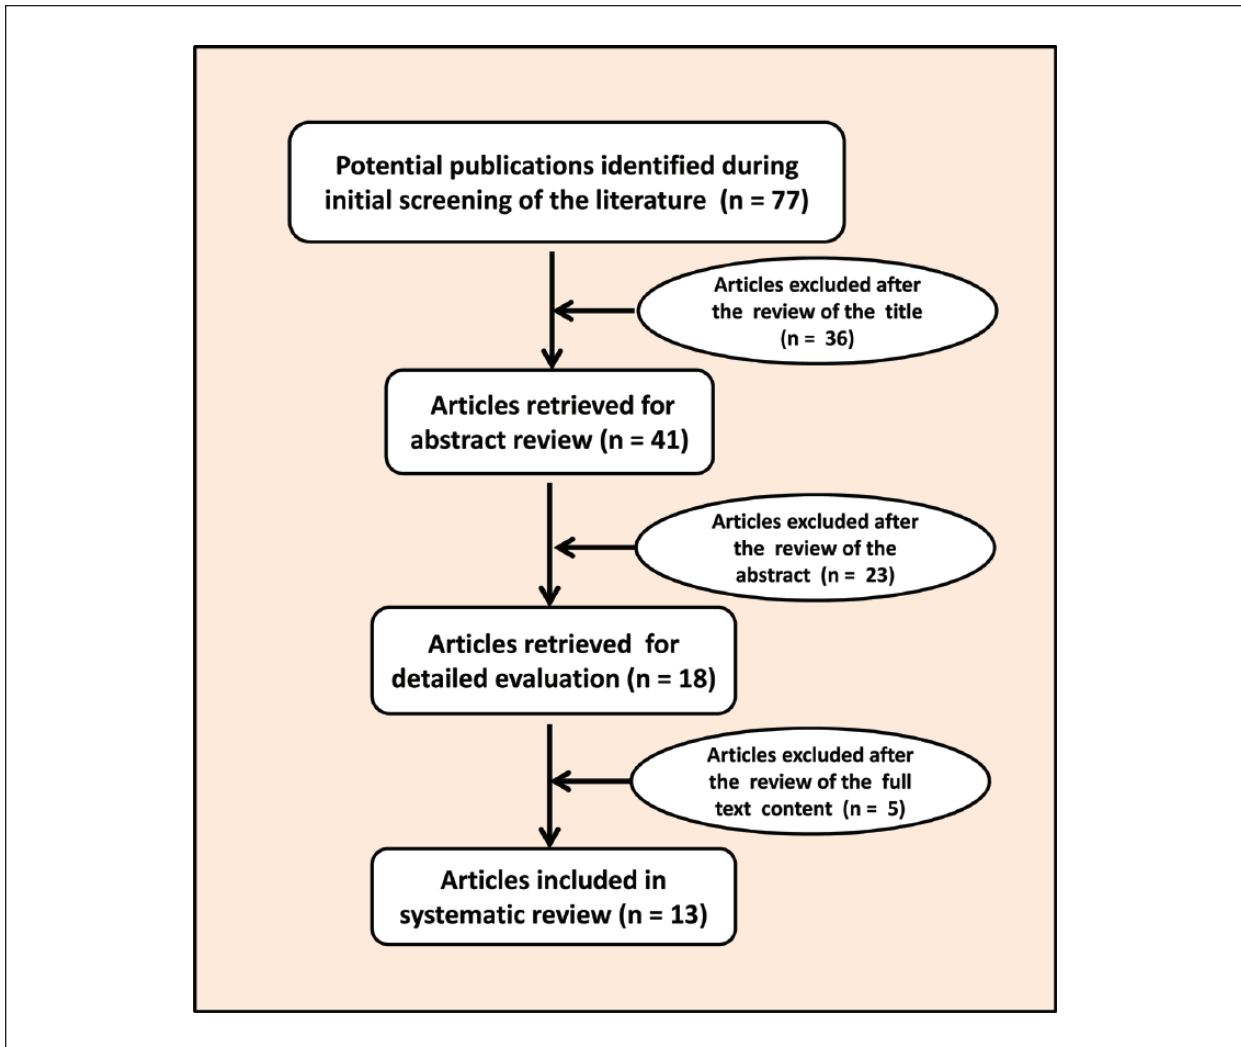 Potential publications identified during
initial screening of the literature (n = 77)
Articles excluded after
the review of the title
(n = 36)
Articles retrieved for
abstract review (n = 41)
Articles excluded after
the review of the
abstract (n = 23)
Articles retrieved for
detailed evaluation (n = 18)
Articles excluded after
the review of the full
text content (n = 5)
Articles included in
systematic review (n = 13)